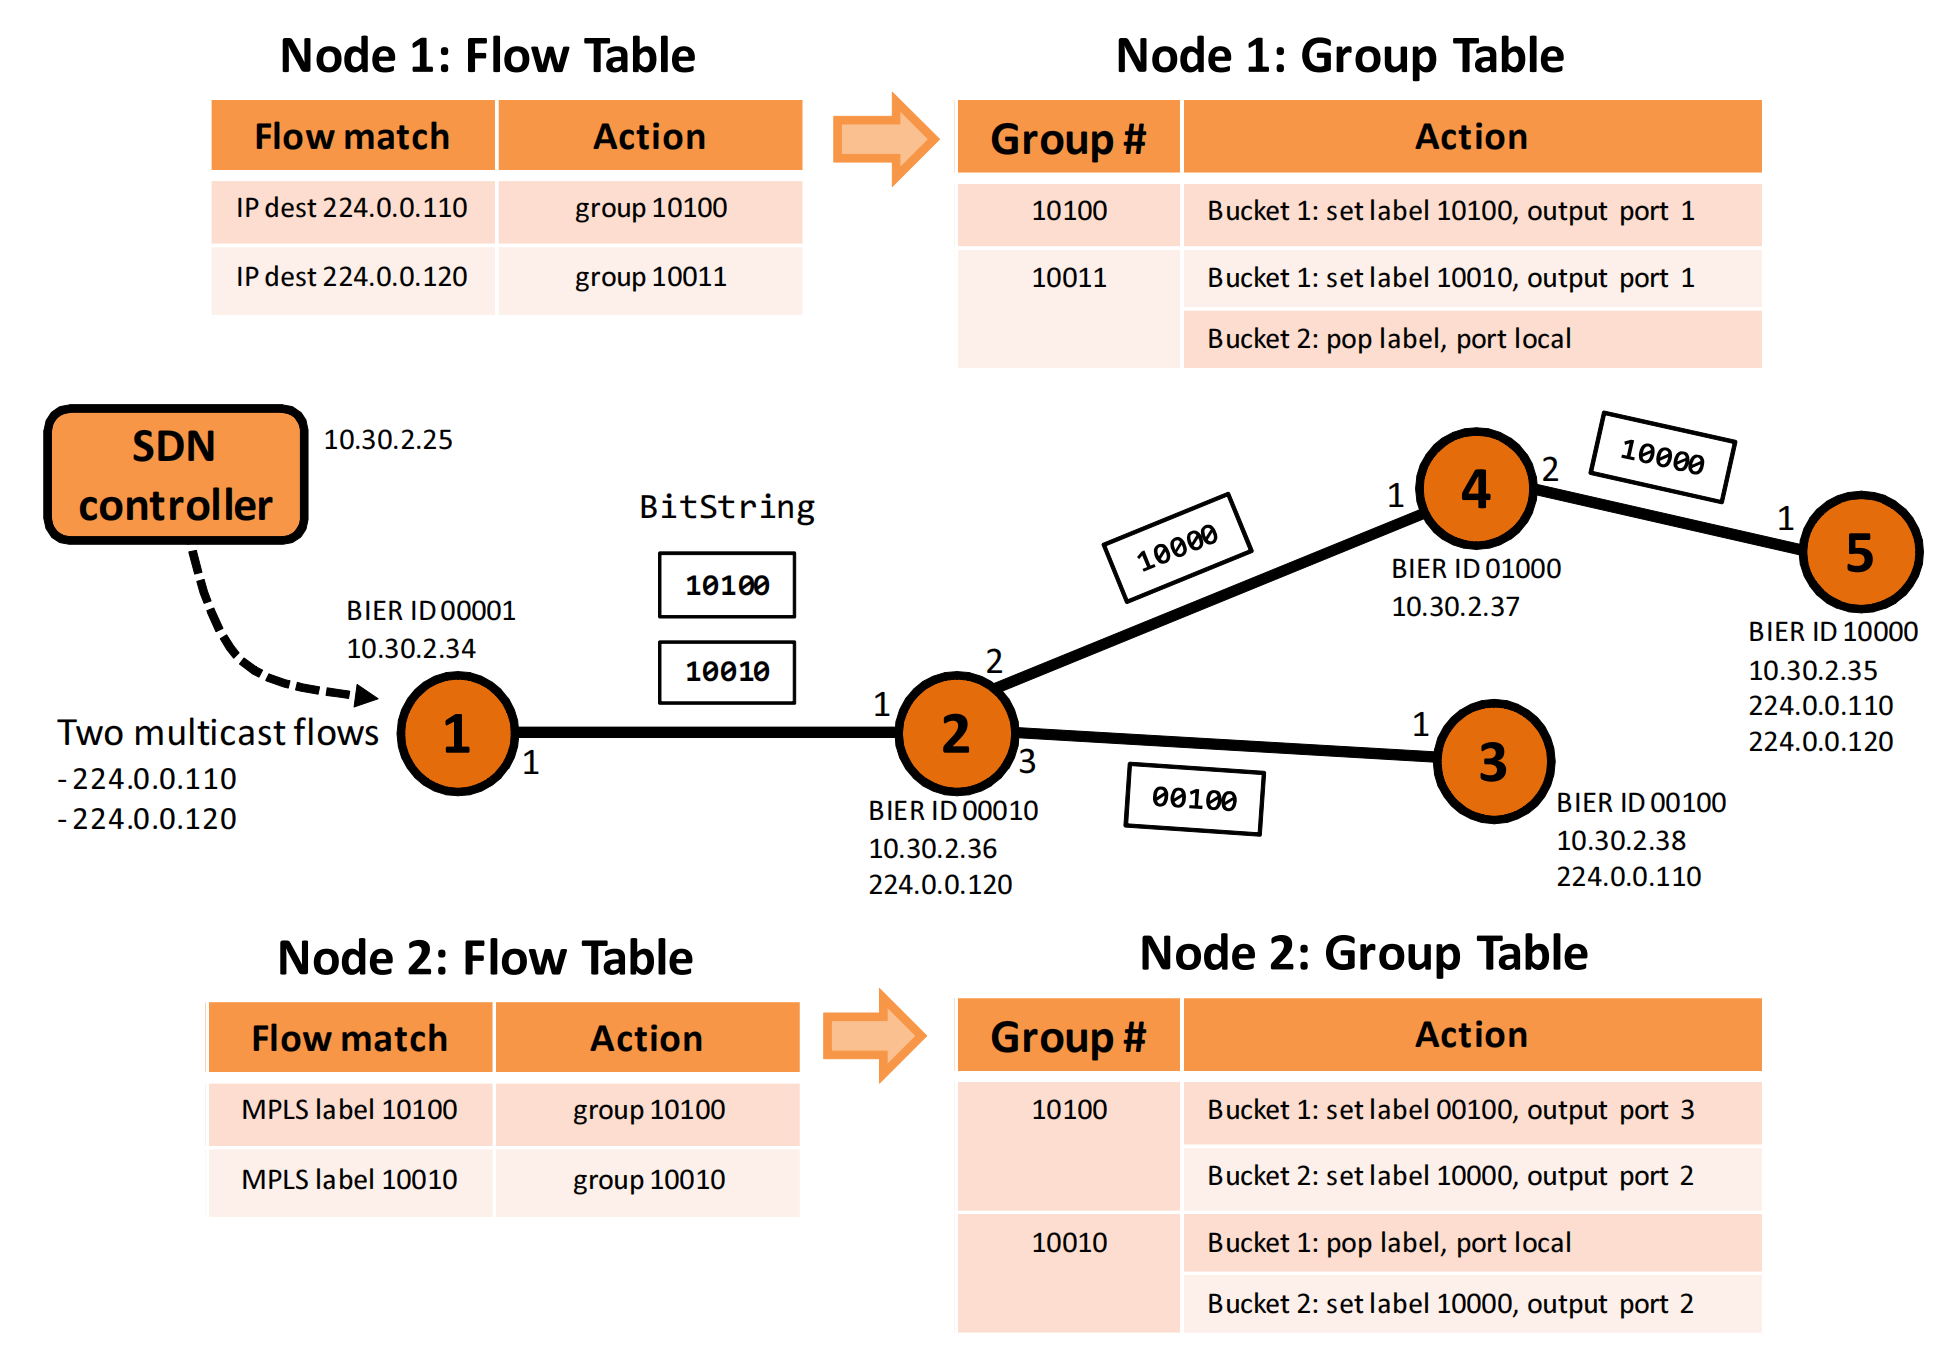 Node 1: Flow Table
Flow match Action
IP dest 224.0.0.110 group 10100
IP dest 224.0.0.120 group 10011
Node 1: Group Table
Group # Action
10100 Bucket 1: set label 10100, output port 1
10011 Bucket 1: set label 10010, output port 1
Bucket 2: pop label, port local
SDN
controller
10.30.2.25
BitString
10100
10010
BIER ID 00001
10.30.2.34
1
1
Two multicast flows
- 224.0.0.110
- 224.0.0.120
1
2
2
3
BIER ID 00010
10.30.2.36
224.0.0.120
10000
00100
1
4
2
BIER ID 01000
10.30.2.37
10000
1
5
BIER ID 10000
10.30.2.35
224.0.0.110
224.0.0.120
1
3
BIER ID 00100
10.30.2.38
224.0.0.110
Node 2: Flow Table
Flow match Action
MPLS label 10100 group 10100
MPLS label 10010 group 10010
Node 2: Group Table
Group # Action
10100 Bucket 1: set label 00100, output port 3
Bucket 2: set label 10000, output port 2
10010 Bucket 1: pop label, port local
Bucket 2: set label 10000, output port 2